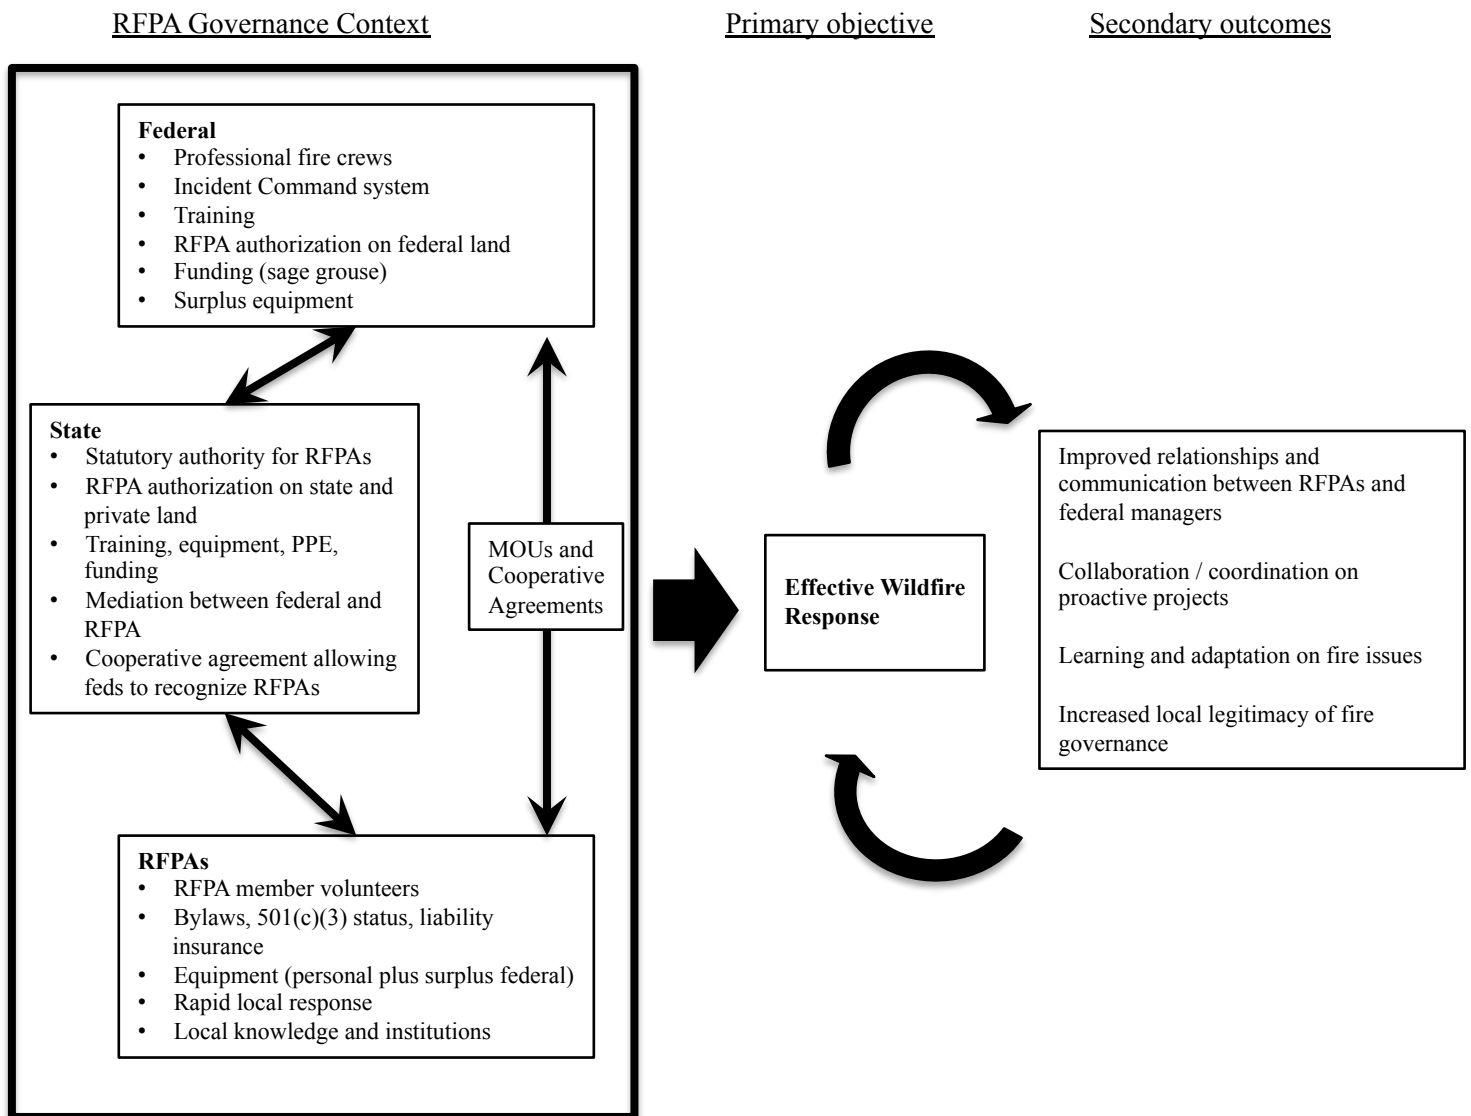 RFPA Governance Context
Primary objective
Secondary outcomes
Federal
• Professional fire crews
• Incident Command system
• Training
• RFPA authorization on federal land
• Funding (sage grouse)
• Surplus equipment
State
• Statutory authority for RFPAs
• RFPA authorization on state and
private land
• Training, equipment, PPE,
funding
• Mediation between federal and
RFPA
• Cooperative agreement allowing
feds to recognize RFPAs
MOUs and
Cooperative
Agreements
RFPAs
• RFPA member volunteers
• Bylaws, 501(c)(3) status, liability
insurance
• Equipment (personal plus surplus federal)
• Rapid local response
• Local knowledge and institutions
Effective Wildfire
Response
Improved relationships and
communication between RFPAs and
federal managers
Collaboration / coordination on
proactive projects
Learning and adaptation on fire issues
Increased local legitimacy of fire
governance